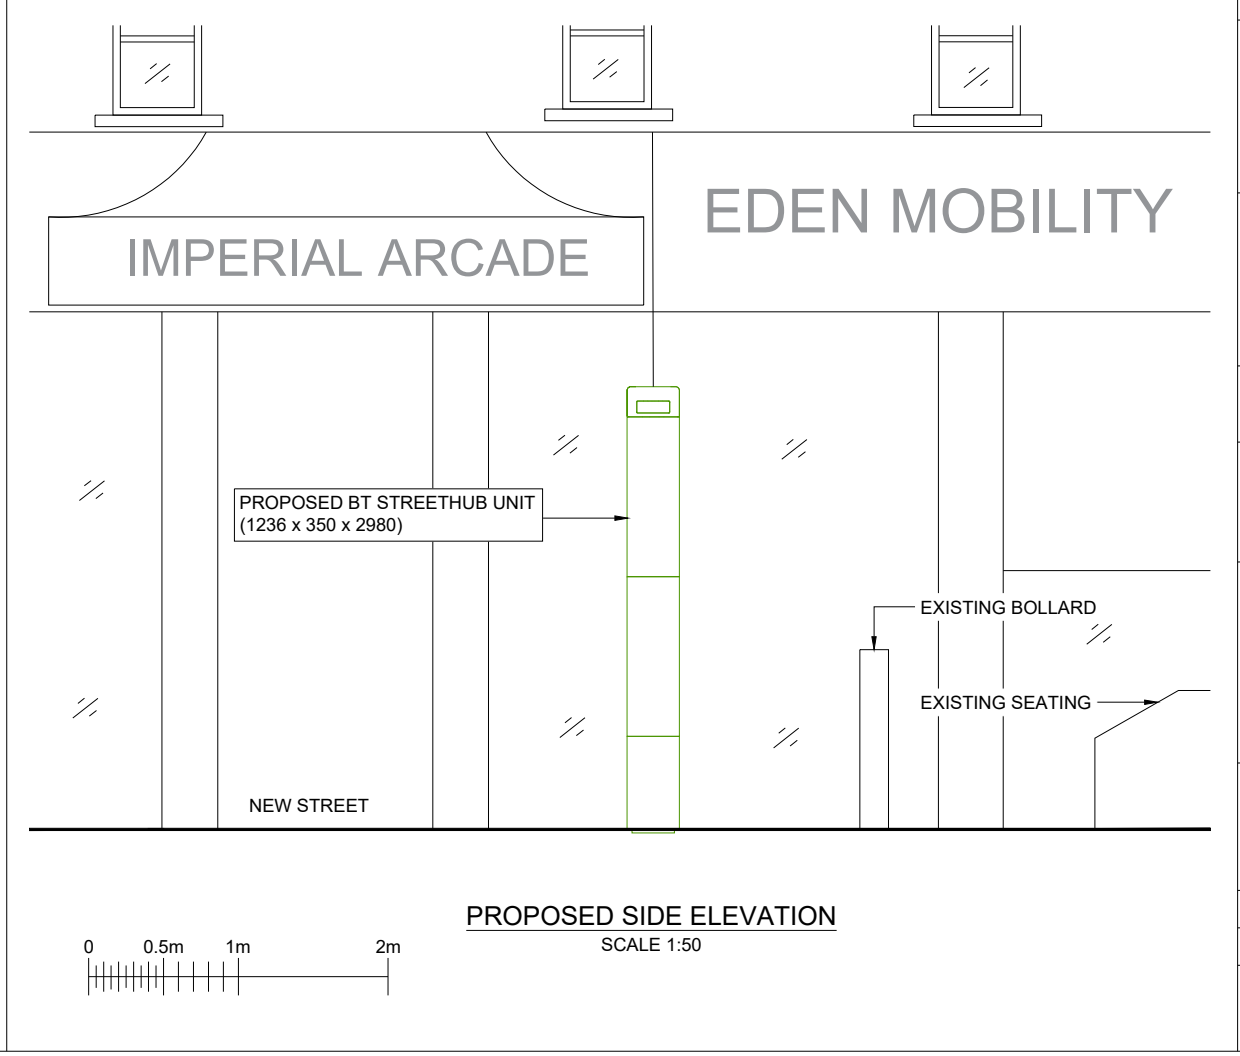 EDEN MOBILITY
IMPERIAL ARCADE
PROPOSED BT STREETHUB UNIT
(1236 x 350 x 2980)
EXISTING BOLLARD
EXISTING SEATING
NEW STREET
PROPOSED SIDE ELEVATION
SCALE 1:50
0 0.5m 1m 2m